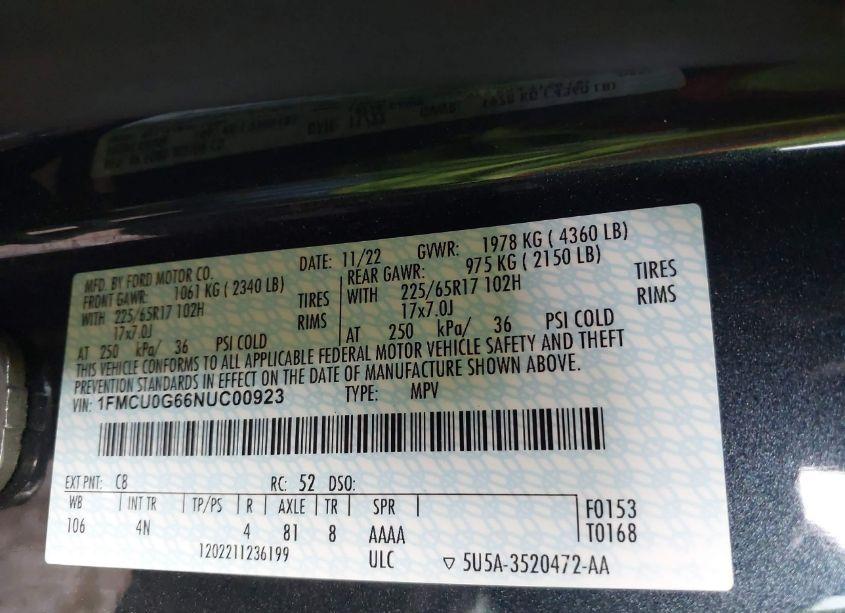 MFD. BY FORD MOTOR CO. DATE: 11/22 GVWR: 1978 KG ( 4360 LB)
FRONT GAWR: 1061 KG ( 2340 LB) REAR GAWR: 975 KG ( 2150 LB)
WITH 225/65R17 102H TIRES WITH 225/65R17 102H TIRES
17x7.0J RIMS 17x7.0J RIMS
AT 250 kPa/ 36 PSI COLD AT 250 kPa/ 36 PSI COLD
THIS VEHICLE CONFORMS TO ALL APPLICABLE FEDERAL MOTOR VEHICLE SAFETY AND THEFT
PREVENTION STANDARDS IN EFFECT ON THE DATE OF MANUFACTURE SHOWN ABOVE.
VIN: 1FMCU0G66NUC00923 TYPE: MPV
EXT PNT: C8 RC: 52 DSO:
WB INT TR TP/PS R AXLE TR SPR F0153
106 4N 4 81 8 AAAA T0168
1202211236199 ULC ▽ 5U5A-3520472-AA